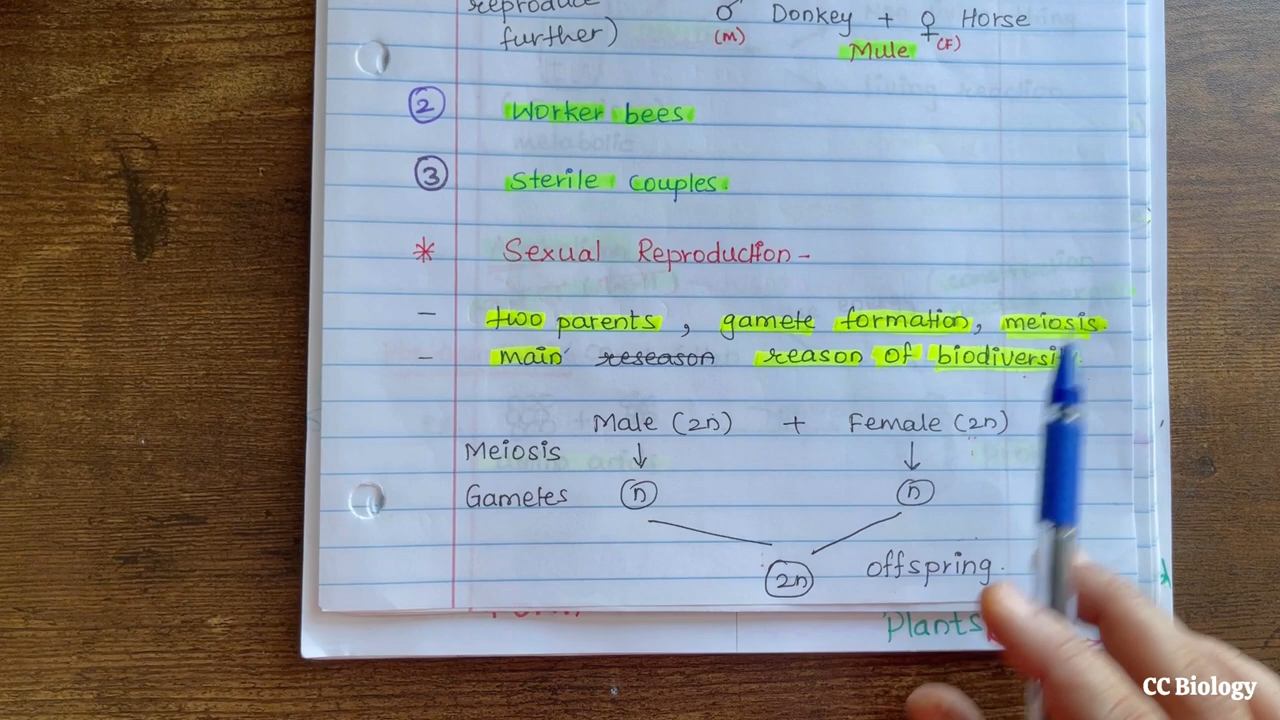 reproduce ♂ Donkey + ♀ Horse
further) (M) (F)
Mule
② Worker bees
③ Sterile couples.
* Sexual Reproduction -
- two parents, gamete formation, meiosis.
- main reseason reason of
Male (2n) + Female (2n)
Meiosis ↓ ↓
Gametes n n
2n offspring.
Plants
CC Biology